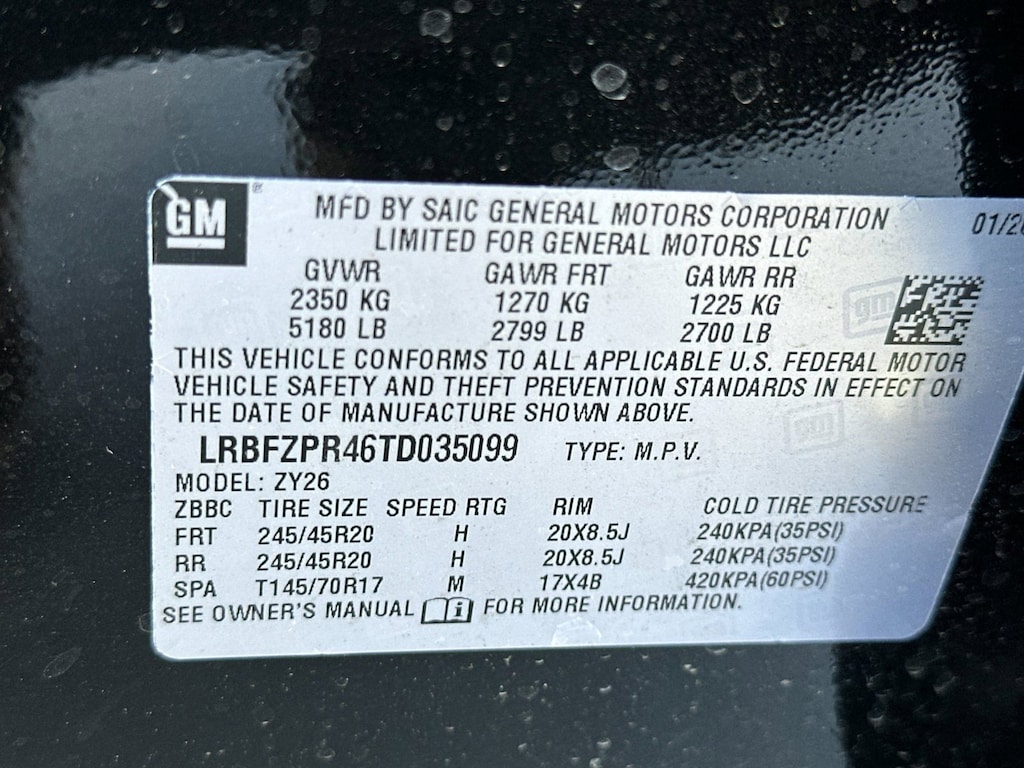 GM
MFD BY SAIC GENERAL MOTORS CORPORATION
LIMITED FOR GENERAL MOTORS LLC
GVWR GAWR FRT GAWR RR
2350 KG 1270 KG 1225 KG
5180 LB 2799 LB 2700 LB
THIS VEHICLE CONFORMS TO ALL APPLICABLE U.S. FEDERAL MOTOR
VEHICLE SAFETY AND THEFT PREVENTION STANDARDS IN EFFECT ON
THE DATE OF MANUFACTURE SHOWN ABOVE.
LRBFZPR46TD035099 TYPE: M.P.V.
MODEL: ZY26
ZBBC TIRE SIZE SPEED RTG RIM COLD TIRE PRESSURE
FRT 245/45R20 H 20X8.5J 240KPA(35PSI)
RR 245/45R20 H 20X8.5J 240KPA(35PSI)
SPA T145/70R17 M 17X4B 420KPA(60PSI)
SEE OWNER'S MANUAL FOR MORE INFORMATION.